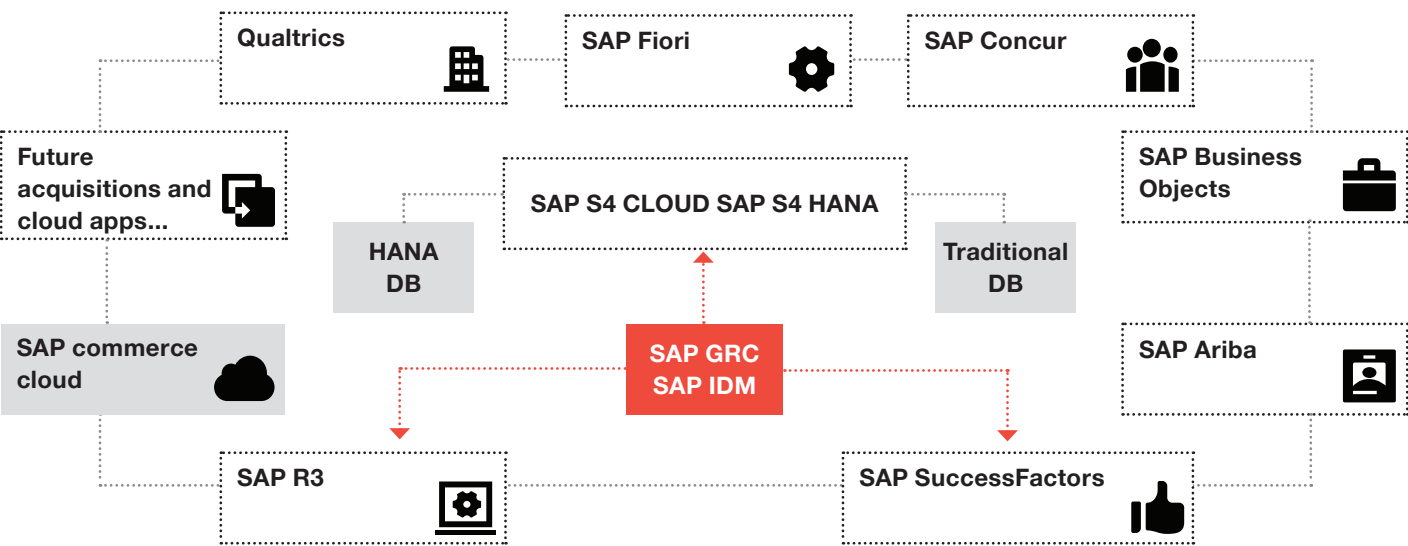 Qualtrics
SAP Fiori
SAP Concur
Future
acquisitions and
cloud apps...
SAP S4 CLOUD SAP S4 HANA
SAP Business
Objects
HANA
DB
Traditional
DB
SAP commerce
cloud
SAP GRC
SAP IDM
SAP Ariba
SAP R3
SAP SuccessFactors